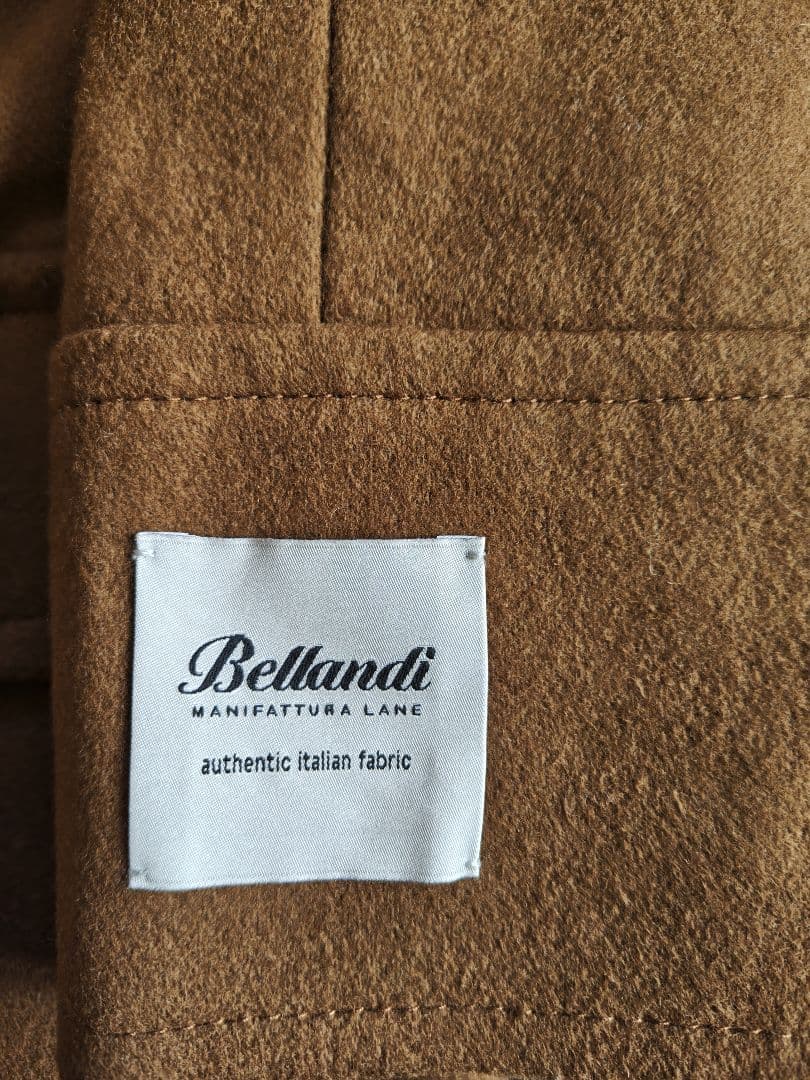 Bellandi
MANIFATTURA LANE
authentic italian fabric